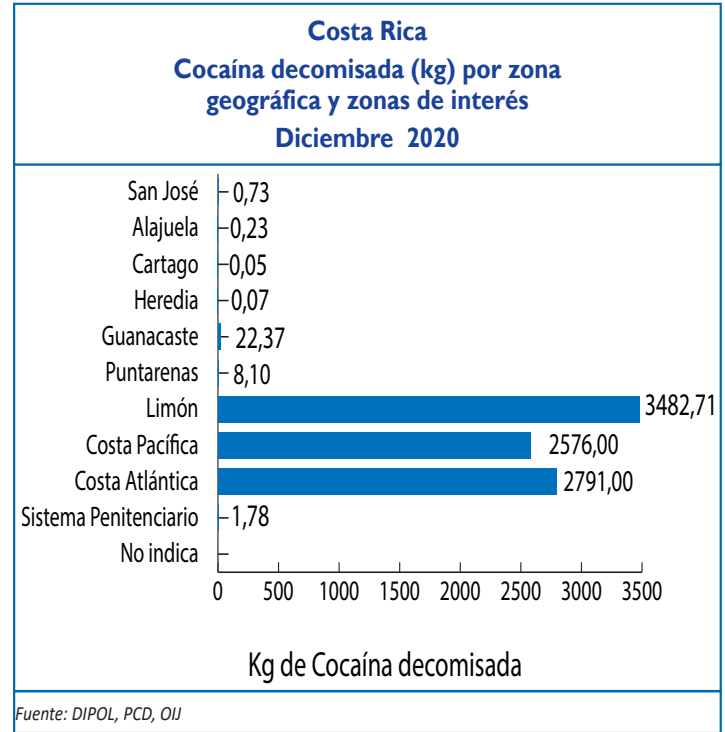 Costa Rica
Cocaína decomisada (kg) por zona
geográfica y zonas de interés
Diciembre 2020
San José 0,73
Alajuela 0,23
Cartago 0,05
Heredia 0,07
Guanacaste 22,37
Puntarenas 8,10
Limón 3482,71
Costa Pacífica 2576,00
Costa Atlántica 2791,00
Sistema Penitenciario 1,78
No indica
0 500 1000 1500 2000 2500 3000 3500
Kg de Cocaína decomisada
Fuente: DIPOL, PCD, OIJ